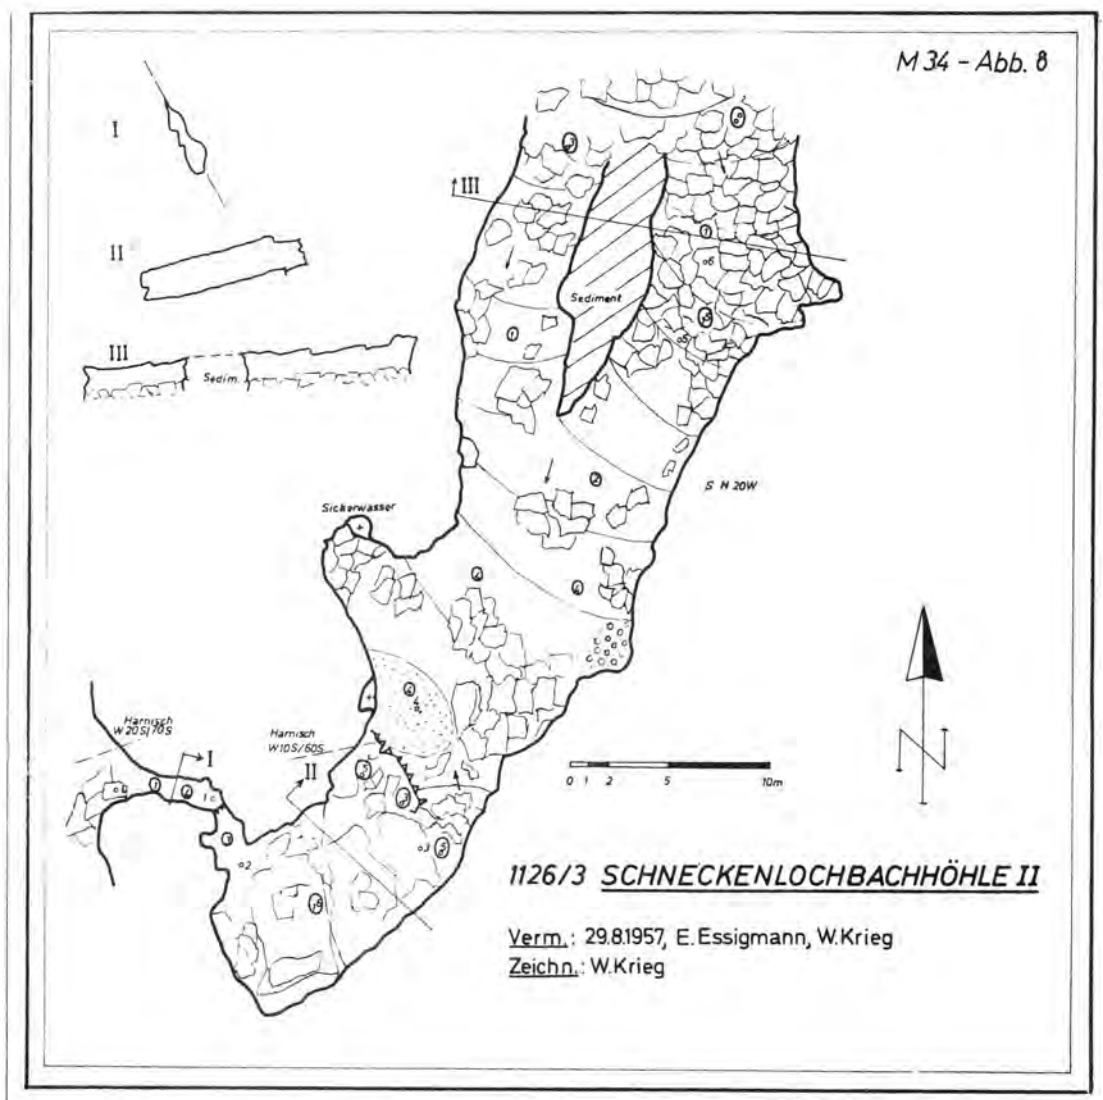 M 34 - Abb. 8
I
II
III
Sedim.
III
Sediment
S N 20W
Sickerwasser
Harnisch
W20S/70S
I
Harnisch
W10S/60S
II
0 1 2 5 10m
N
1126/3 SCHNECKENLOCHBACHHÖHLE II
Verm.: 29.8.1957, E. Essigmann, W. Krieg
Zeichn.: W. Krieg